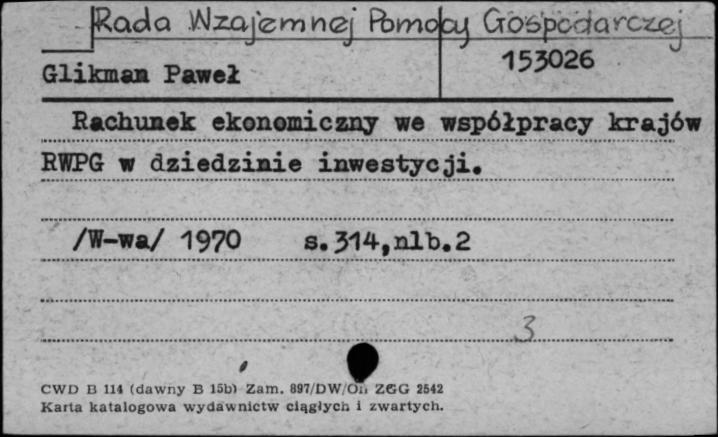 Rada Wzajemnej Pomocy Gospodarczej
153026
Glikman Paweł
Rachunek ekonomiczny we współpracy krajów
RWPG w dziedzinie inwestycji.
/W-wa/ 1970 s.314,nlb.2
3
CWD B 114 (dawny B 15b) Zam. 897/DW/On ZGG 2542
Karta katalogowa wydawnictw ciągłych i zwartych.